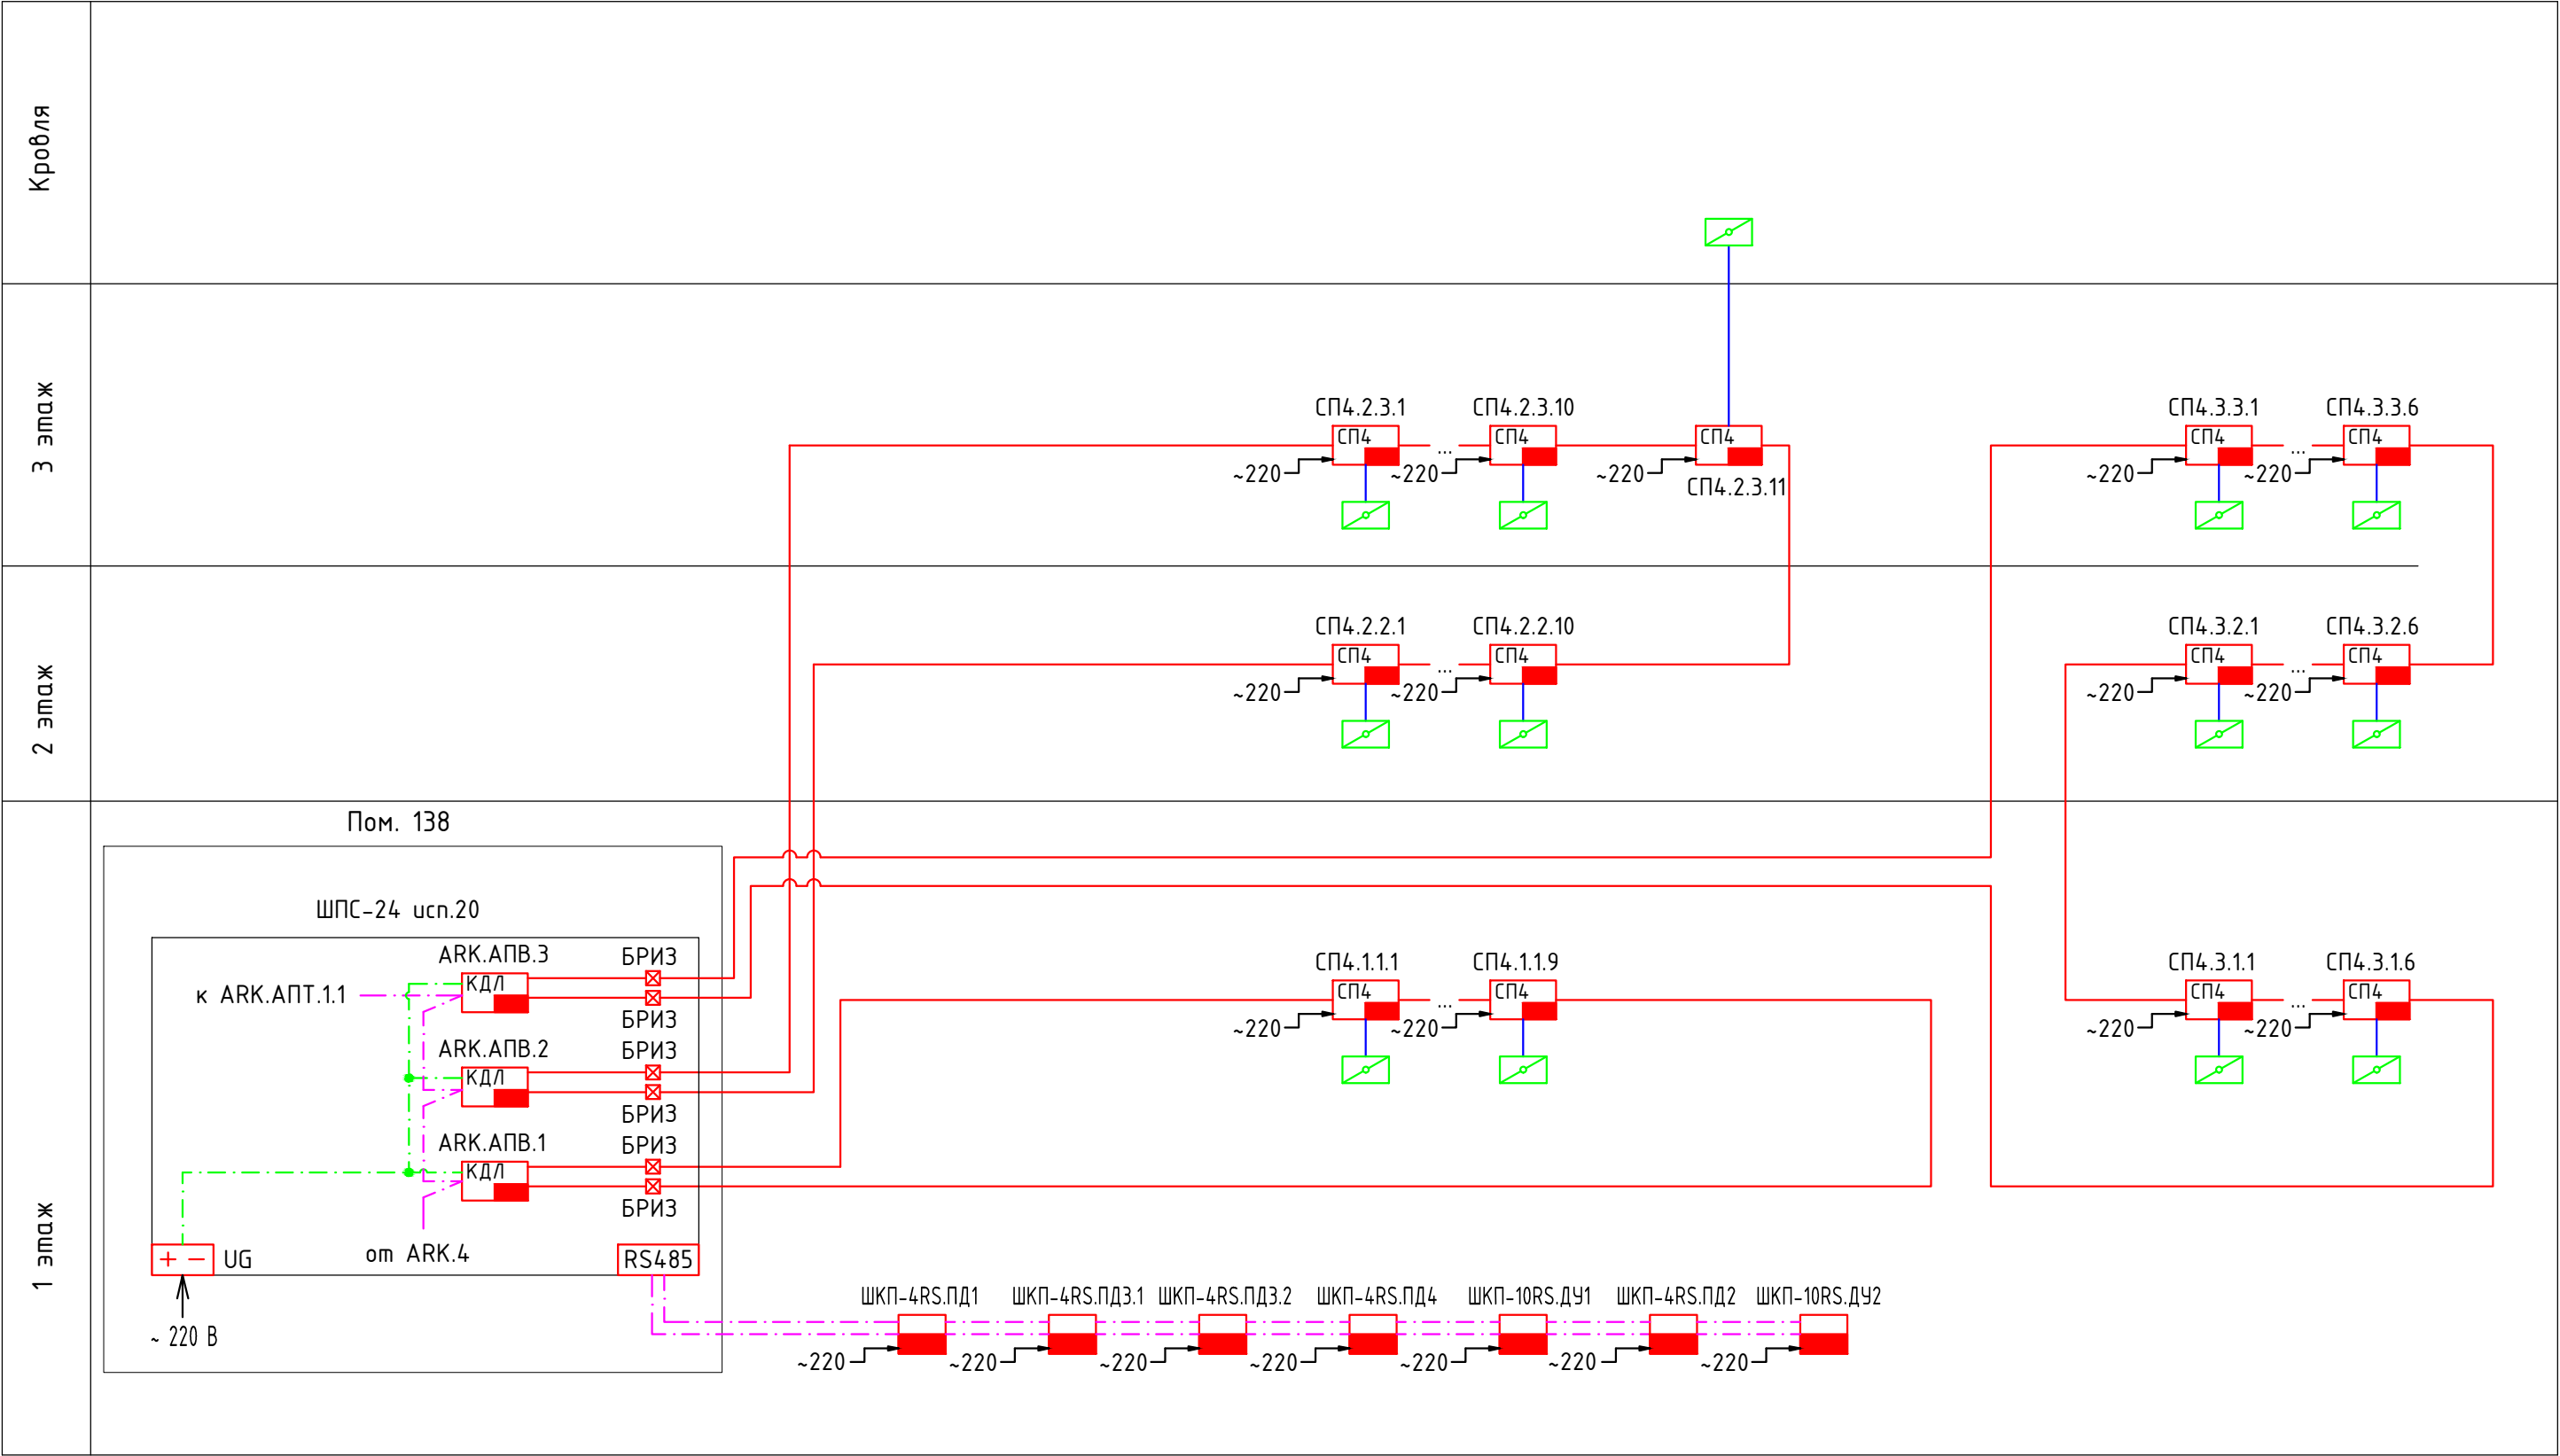 Кровля
3 этаж
СП4.2.3.1
СП4.2.3.10
СП4.3.3.1
СП4.3.3.6
СП4
...
СП4
СП4
СП4
...
СП4
~220
~220
~220
~220
~220
СП4.2.3.11
2 этаж
СП4.2.2.1
СП4.2.2.10
СП4.3.2.1
СП4.3.2.6
СП4
...
СП4
СП4
...
СП4
~220
~220
~220
~220
1 этаж
Пом. 138
ШПС-24 исп.20
ARK.АПВ.3
БРИЗ
КДЛ
к ARK.АПТ.1.1
БРИЗ
ARK.АПВ.2
БРИЗ
КДЛ
БРИЗ
ARK.АПВ.1
БРИЗ
КДЛ
БРИЗ
+ −
UG
от ARK.4
RS485
~ 220 В
СП4.1.1.1
СП4.1.1.9
СП4.3.1.1
СП4.3.1.6
СП4
...
СП4
СП4
...
СП4
~220
~220
~220
~220
ШКП-4RS.ПД1
ШКП-4RS.ПД3.1
ШКП-4RS.ПД3.2
ШКП-4RS.ПД4
ШКП-10RS.ДУ1
ШКП-4RS.ПД2
ШКП-10RS.ДУ2
~220
~220
~220
~220
~220
~220
~220